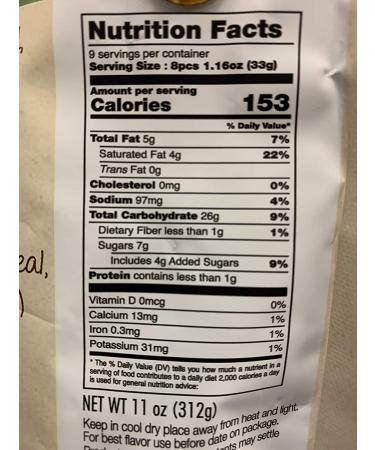 Nutrition Facts
9 servings per container
Serving Size : 8pcs 1.16oz (33g)
Amount per serving
Calories 153
% Daily Value*
Total Fat 5g 7%
Saturated Fat 4g 22%
Trans Fat 0g
Cholesterol 0mg 0%
Sodium 97mg 4%
Total Carbohydrate 26g 9%
Dietary Fiber less than 1g 1%
Sugars 7g
Includes 4g Added Sugars 9%
Protein contains less than 1g
Vitamin D 0mcg 0%
Calcium 13mg 1%
Iron 0.3mg 1%
Potassium 31mg 1%
* The % Daily Value (DV) tells you how much a nutrient in a
serving of food contributes to a daily diet 2,000 calories a day
is used for general nutrition advice:
eal,
)
NET WT 11 oz (312g)
Keep in cool dry place away from heat and light.
For best flavor use before date on package.
may settle